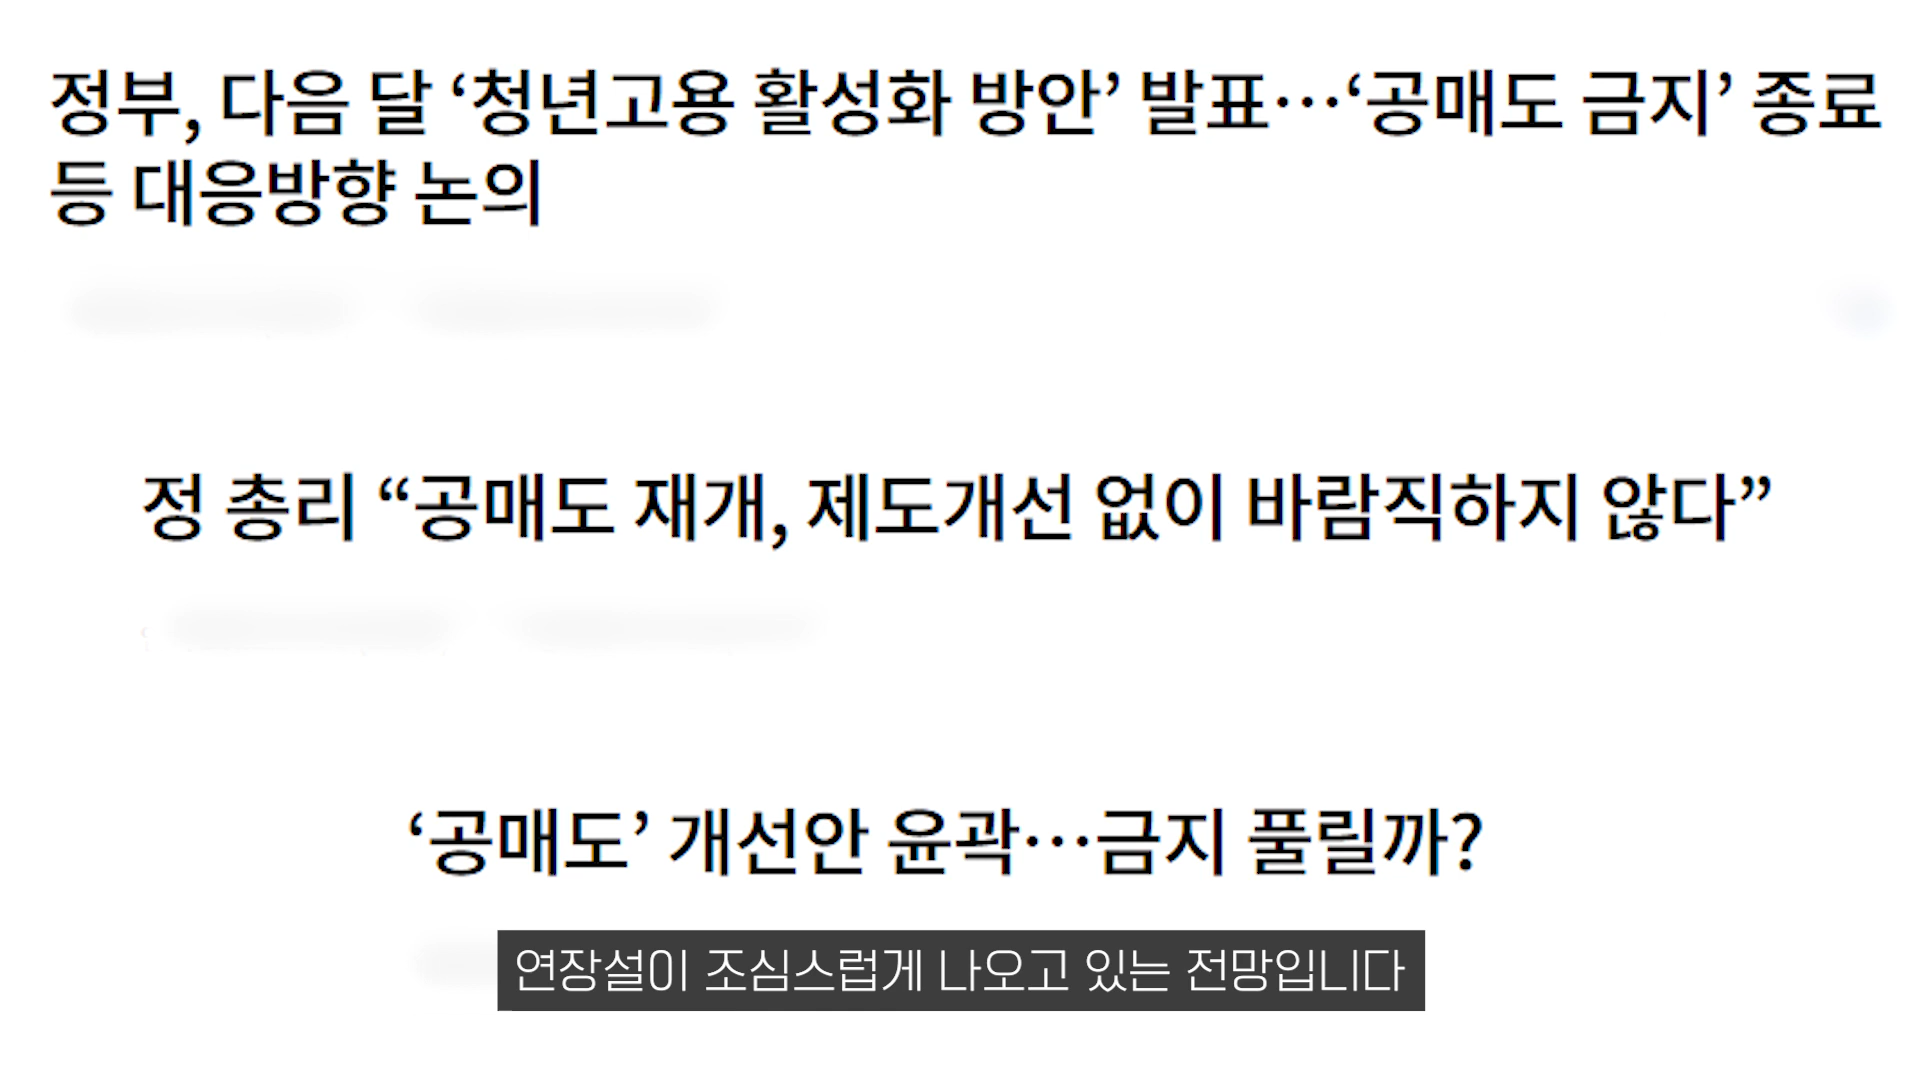 정부, 다음 달 ‘청년고용 활성화 방안’ 발표…‘공매도 금지’ 종료
등 대응방향 논의
정 총리 “공매도 재개, 제도개선 없이 바람직하지 않다”
‘공매도’ 개선안 윤곽…금지 풀릴까?
연장설이 조심스럽게 나오고 있는 전망입니다